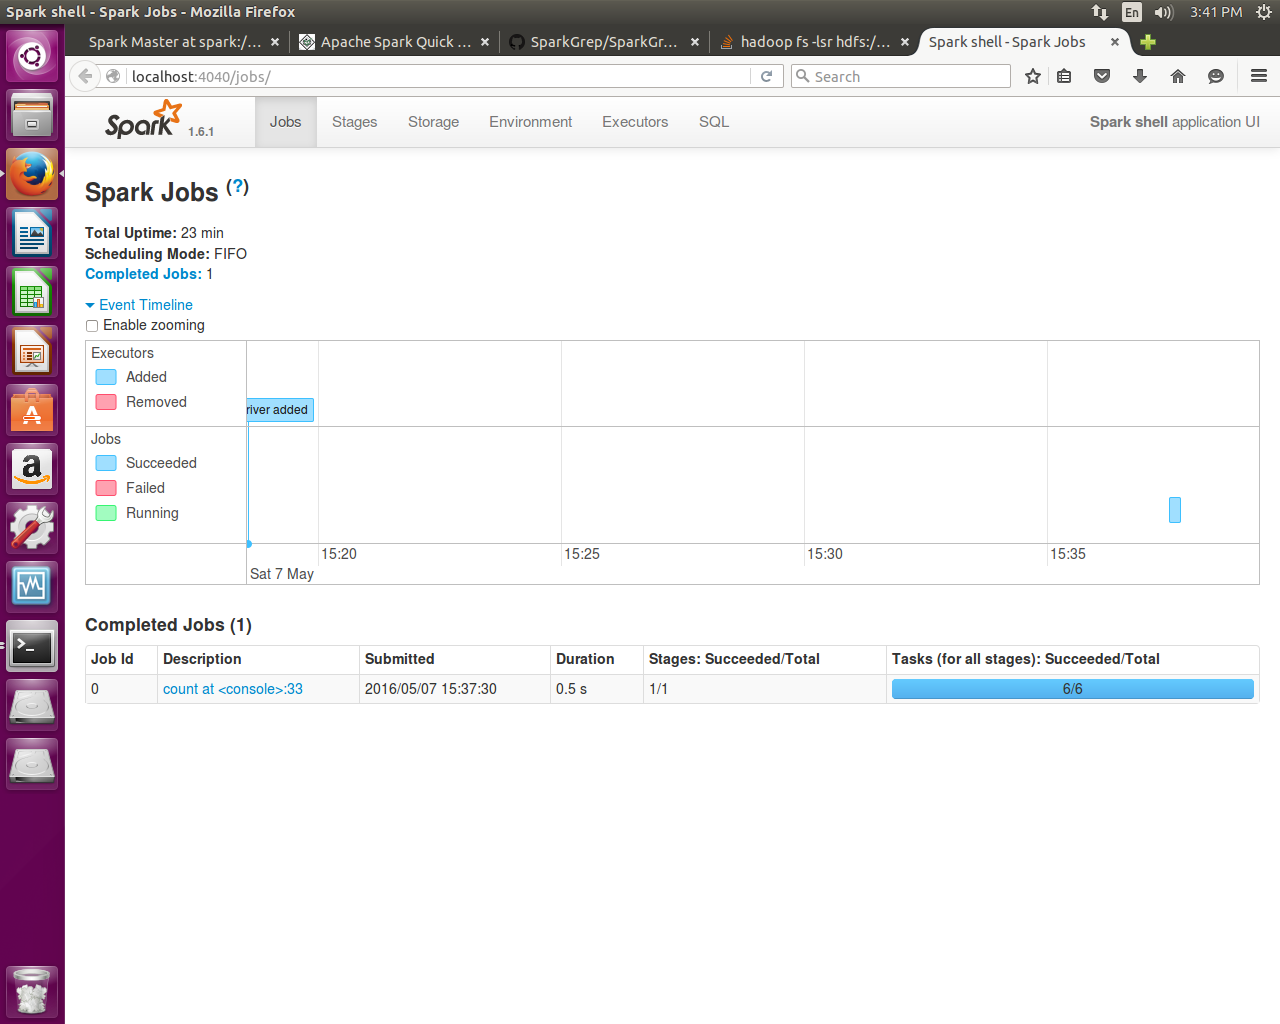 Spark shell - Spark Jobs - Mozilla Firefox
En
3:41 PM
Spark Master at spark:/...
Apache Spark Quick ...
SparkGrep/SparkGr...
hadoop fs -lsr hdfs:/...
Spark shell - Spark Jobs
localhost:4040/jobs/
Search
Spark 1.6.1
Jobs
Stages
Storage
Environment
Executors
SQL
Spark shell application UI
Spark Jobs (?)
Total Uptime: 23 min
Scheduling Mode: FIFO
Completed Jobs: 1
Event Timeline
Enable zooming
Executors
Added
Removed
river added
Jobs
Succeeded
Failed
Running
15:20
15:25
15:30
15:35
Sat 7 May
Completed Jobs (1)
Job Id Description Submitted Duration Stages: Succeeded/Total Tasks (for all stages): Succeeded/Total
0 count at <console>:33 2016/05/07 15:37:30 0.5 s 1/1 6/6